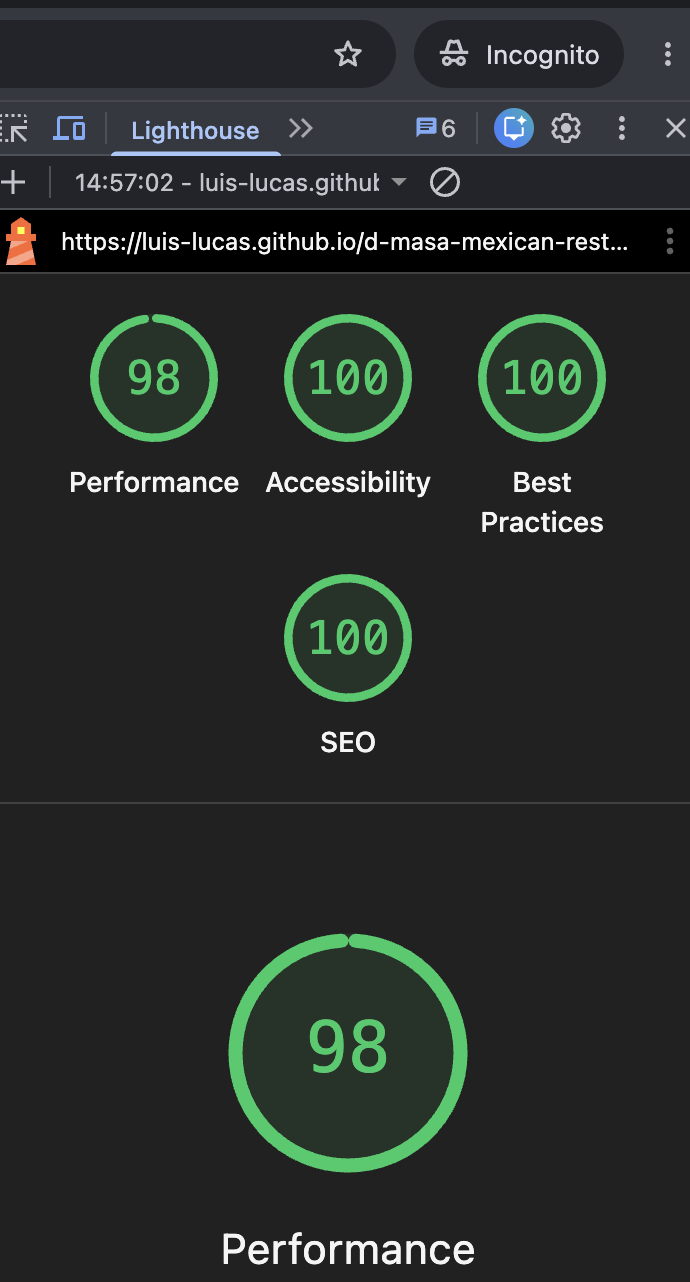 Incognito
Lighthouse
6
14:57:02 - luis-lucas.github
https://luis-lucas.github.io/d-masa-mexican-rest...
98
100
100
Performance
Accessibility
Best
Practices
100
SEO
98
Performance